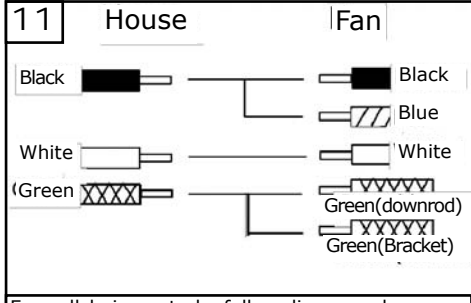 11 House Fan
Black Black
Blue
White White
Green
Green(downrod)
Green(Bracket)